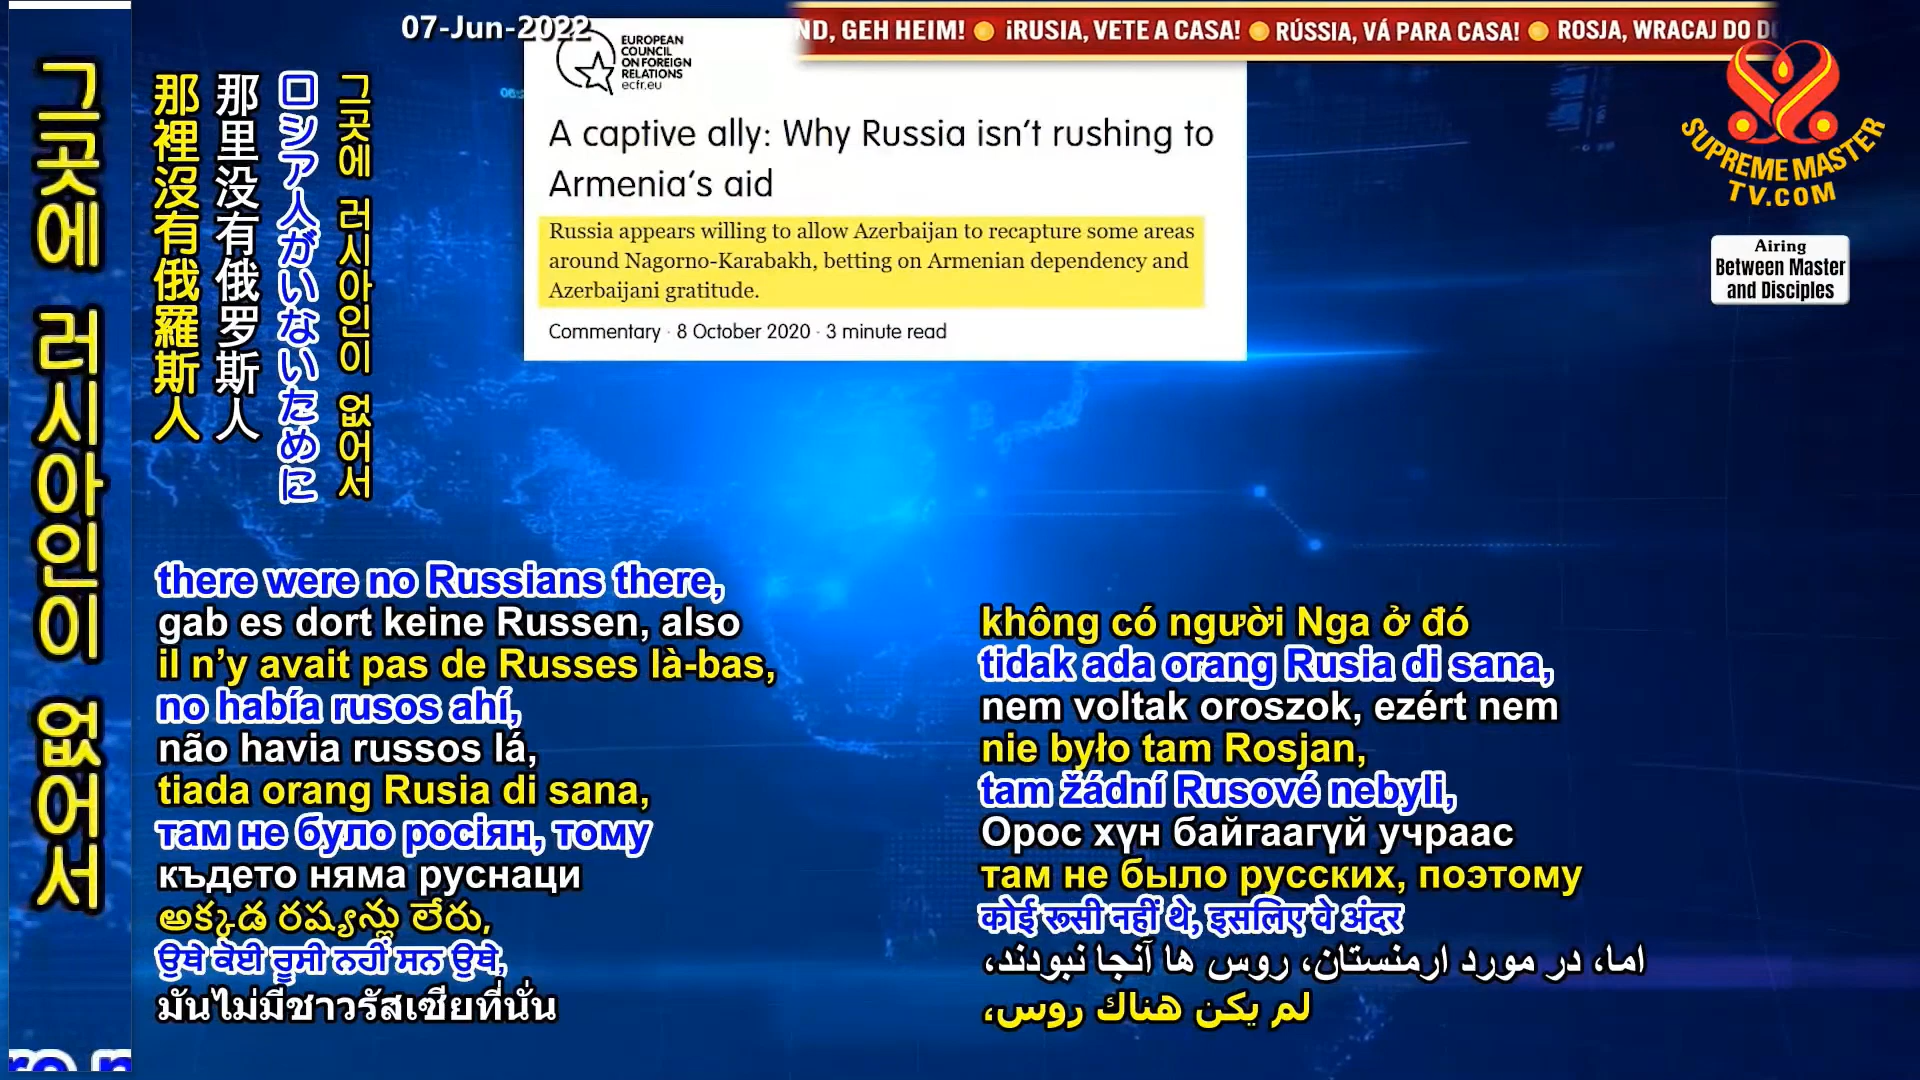 07-Jun-2022
ND, GEH HEIM! ¡RUSIA, VETE A CASA! RÚSSIA, VÁ PARA CASA! ROSJA, WRACAJ DO
EUROPEAN
COUNCIL
ON FOREIGN
RELATIONS
ecfr.eu
A captive ally: Why Russia isn’t rushing to
Armenia’s aid
Russia appears willing to allow Azerbaijan to recapture some areas
around Nagorno-Karabakh, betting on Armenian dependency and
Azerbaijani gratitude.
Commentary · 8 October 2020 · 3 minute read
SUPREME MASTER
TV.COM
Airing
Between Master
and Disciples
그곳에 러시아인이 없어서
那裡沒有俄羅斯人
那里没有俄罗斯人
ロシア人がいないために
그곳에 러시아인이 없어서
there were no Russians there,
gab es dort keine Russen, also
il n’y avait pas de Russes là-bas,
no había rusos ahí,
não havia russos lá,
tiada orang Rusia di sana,
там не було росіян, тому
където няма руснаци
అక్కడ రష్యన్లు లేరు,
ਉਥੇ ਕੋਈ ਰੂਸੀ ਨਹੀ ਸਨ ਉਥੇ,
มันไม่มีชาวรัสเซียที่นั่น
không có người Nga ở đó
tidak ada orang Rusia di sana,
nem voltak oroszok, ezért nem
nie było tam Rosjan,
tam žádní Rusové nebyli,
Орос хүн байгаагүй учраас
там не было русских, поэтому
कोई रूसी नहीं थे, इसलिए वे अंदर
اما، در مورد ارمنستان، روس ها آنجا نبودند،
لم يكن هناك روس،